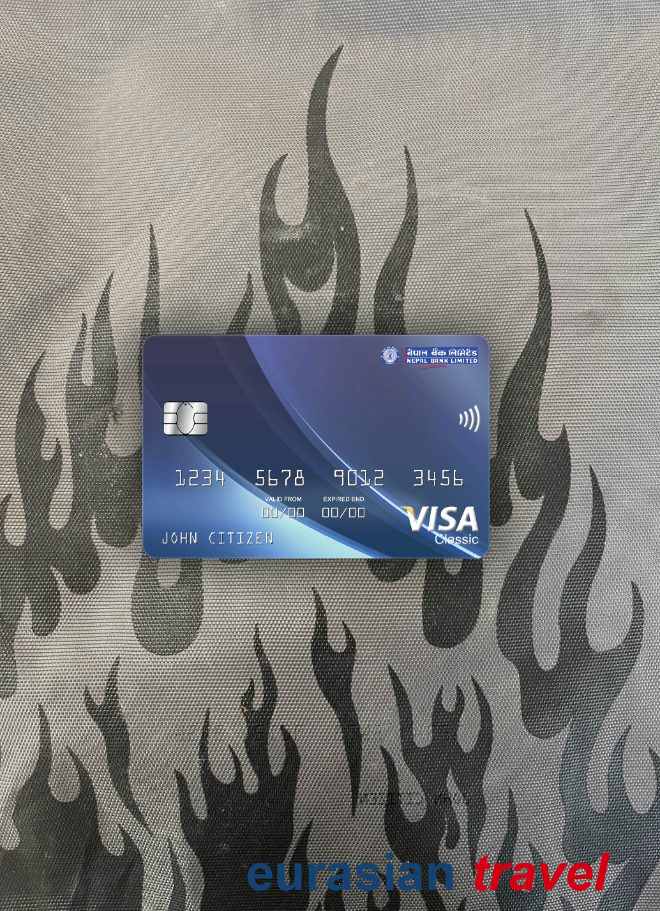 नेपाल बैंक लिमिटेड
NEPAL BANK LIMITED
1234 5678 9012 3456
VALID FROM EXPIRED END
00/00 00/00
VISA
Classic
JOHN CITIZEN
eurasian travel